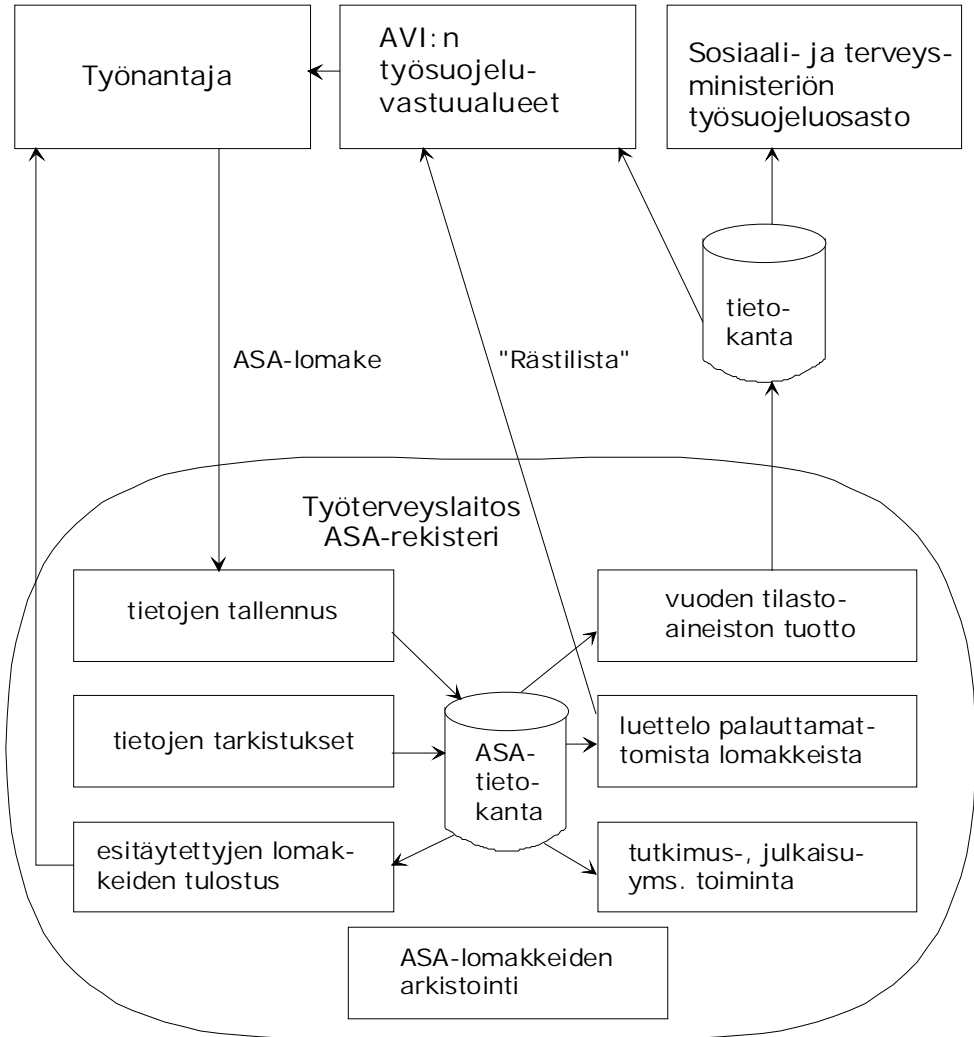 Työnantaja
AVI:n
työsuojelu-
vastuualueet
Sosiaali- ja terveys-
ministeriön
työsuojeluosasto
tieto-
kanta
ASA-lomake
"Rästilista"
Työterveyslaitos
ASA-rekisteri
tietojen tallennus
vuoden tilasto-
aineiston tuotto
tietojen tarkistukset
ASA-
tieto-
kanta
luettelo palauttamat-
tomista lomakkeista
esitäytettyjen lomak-
keiden tulostus
tutkimus-, julkaisu-
yms. toiminta
ASA-lomakkeiden
arkistointi